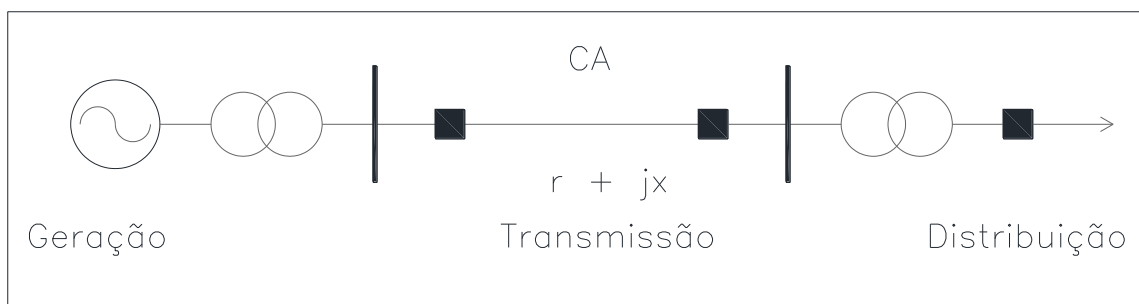 CA
r + jx
Geração
Transmissão
Distribuição